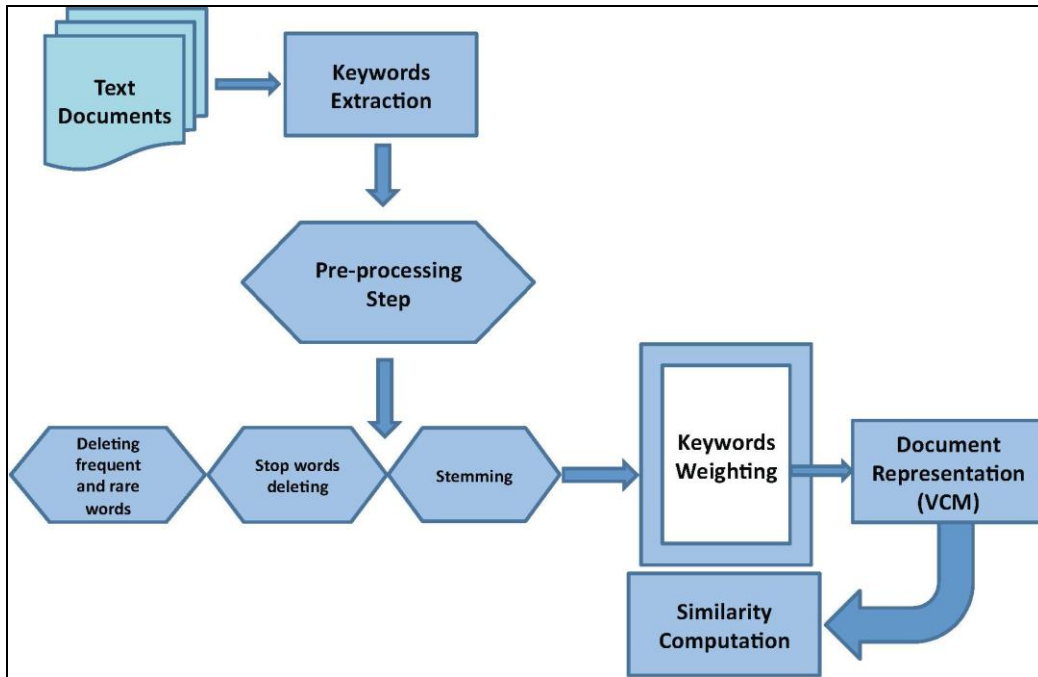 Text
Documents
Keywords
Extraction
Pre-processing
Step
Deleting
frequent
and rare
words
Stop words
deleting
Stemming
Keywords
Weighting
Document
Representation
(VCM)
Similarity
Computation